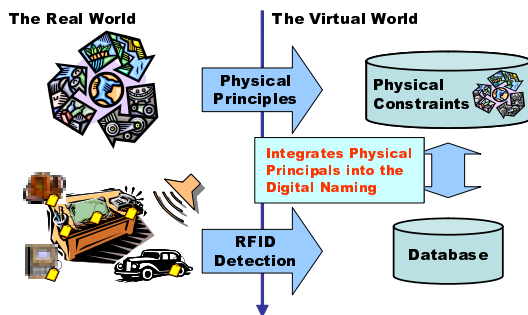 The Real World
The Virtual World
Physical
Principles
Physical
Constraints
Integrates Physical
Principals into the
Digital Naming
RFID
Detection
Database